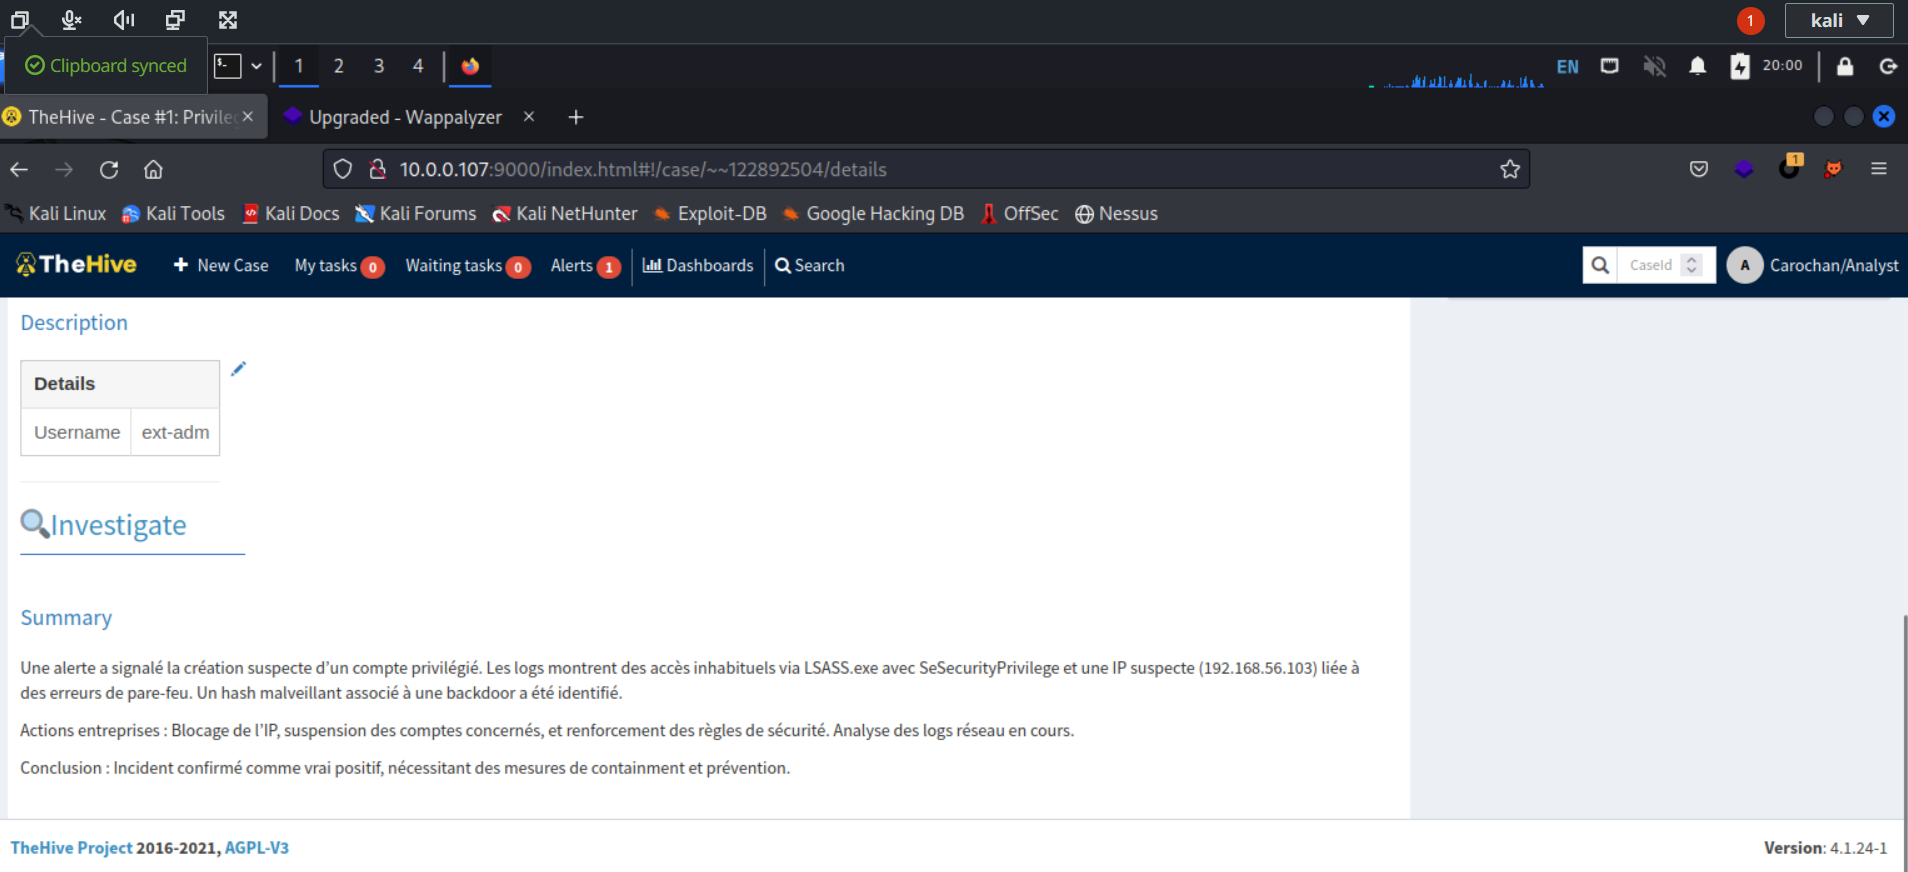 1
kali
Clipboard synced
1 2 3 4
EN
20:00
TheHive - Case #1: Privile
Upgraded - Wappalyzer
10.0.0.107:9000/index.html#!/case/~~122892504/details
1
Kali Linux Kali Tools Kali Docs Kali Forums Kali NetHunter Exploit-DB Google Hacking DB OffSec Nessus
TheHive + New Case My tasks 0 Waiting tasks 0 Alerts 1 Dashboards Search CaseId A Carochan/Analyst
Description
Details
Username ext-adm
Investigate
Summary
Une alerte a signalé la création suspecte d’un compte privilégié. Les logs montrent des accès inhabituels via LSASS.exe avec SeSecurityPrivilege et une IP suspecte (192.168.56.103) liée à
des erreurs de pare-feu. Un hash malveillant associé à une backdoor a été identifié.
Actions entreprises : Blocage de l’IP, suspension des comptes concernés, et renforcement des règles de sécurité. Analyse des logs réseau en cours.
Conclusion : Incident confirmé comme vrai positif, nécessitant des mesures de containment et prévention.
TheHive Project 2016-2021, AGPL-V3
Version: 4.1.24-1